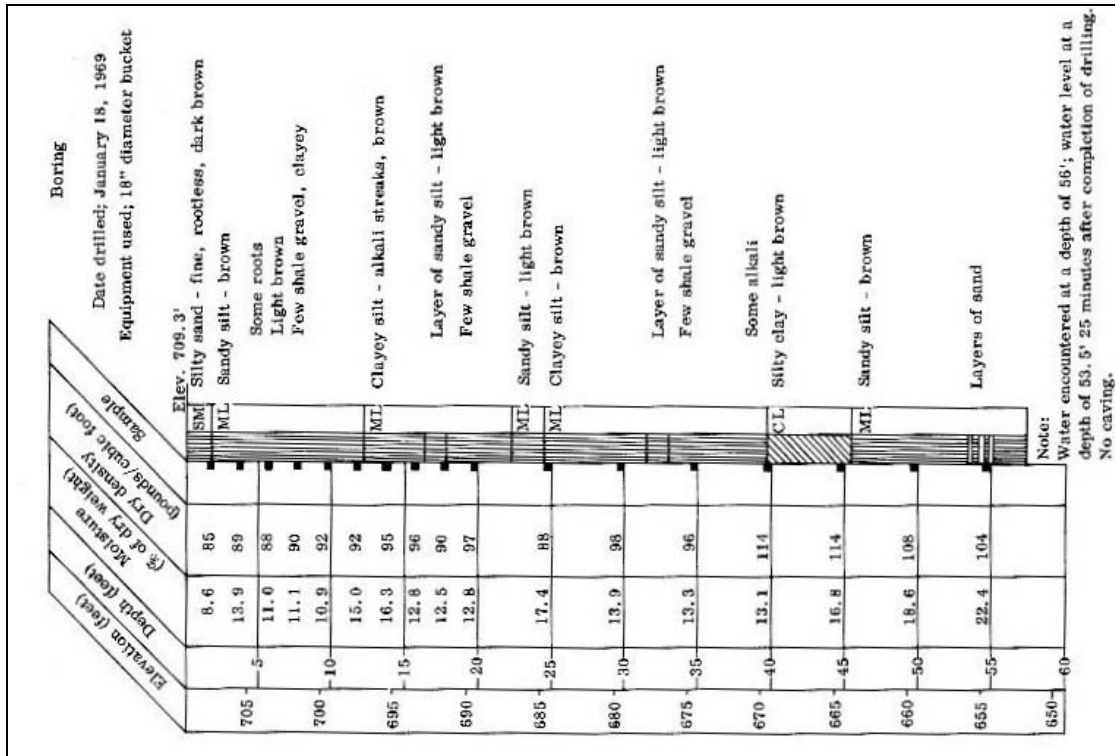 Boring
Date drilled; January 18, 1969
Equipment used; 18" diameter bucket
Elevation (feet)
Depth (feet)
Moisture
(% of dry weight)
Dry density
(pounds/cubic foot)
Sample
Elev. 709.3'
SM Silty sand - fine, rootless, dark brown
8.6 85
ML Sandy silt - brown
705
13.9 89
5
11.0 88 Some roots
Light brown
11.1 90 Few shale gravel, clayey
700
10
10.9 92
15.0 92
ML Clayey silt - alkali streaks, brown
695
16.3 95
15
12.8 96
12.5 90 Layer of sandy silt - light brown
690
20
12.8 97 Few shale gravel
ML Sandy silt - light brown
685
25
17.4 88
ML Clayey silt - brown
680
30
13.9 98
Layer of sandy silt - light brown
675
35
13.3 96 Few shale gravel
670
40
13.1 114 Some alkali
CL Silty clay - light brown
665
45
16.8 114
ML Sandy silt - brown
660
50
18.6 108
655
55
22.4 104 Layers of sand
650
60
Note:
Water encountered at a depth of 56'; water level at a
depth of 53.5' 25 minutes after completion of drilling.
No caving.